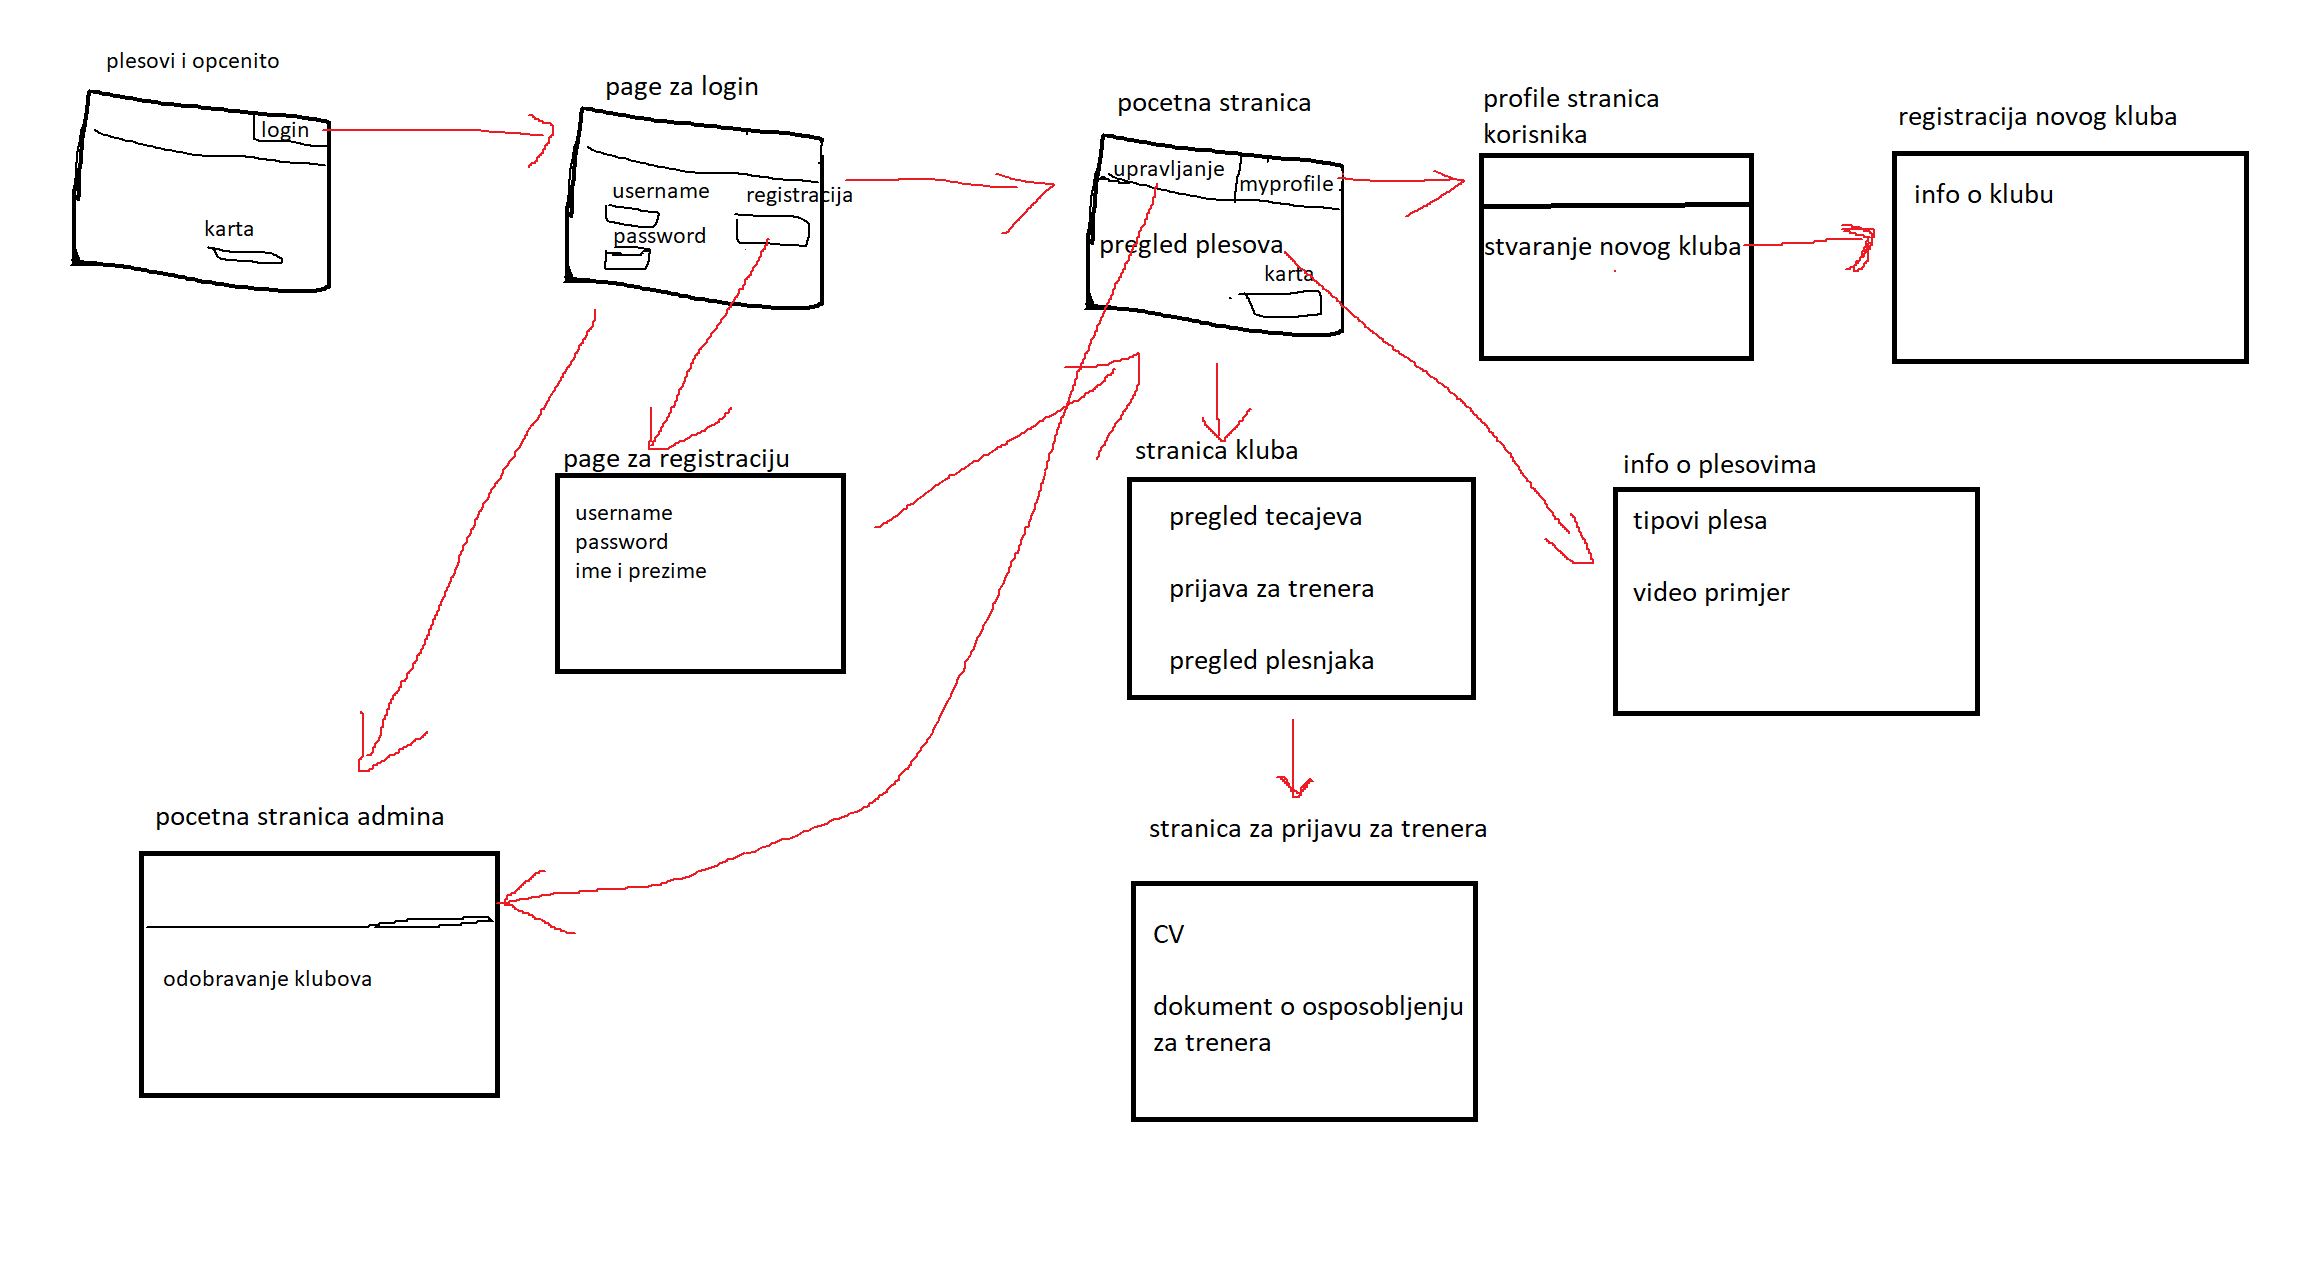 plesovi i opcenito
login
karta
page za login
username
registracija
password
pocetna stranica
upravljanje
myprofile
pregled plesova
karta
profile stranica
korisnika
stvaranje novog kluba
registracija novog kluba
info o klubu
page za registraciju
username
password
ime i prezime
stranica kluba
pregled tecajeva
prijava za trenera
pregled plesnjaka
info o plesovima
tipovi plesa
video primjer
pocetna stranica admina
odobravanje klubova
stranica za prijavu za trenera
CV
dokument o osposobljenju
za trenera